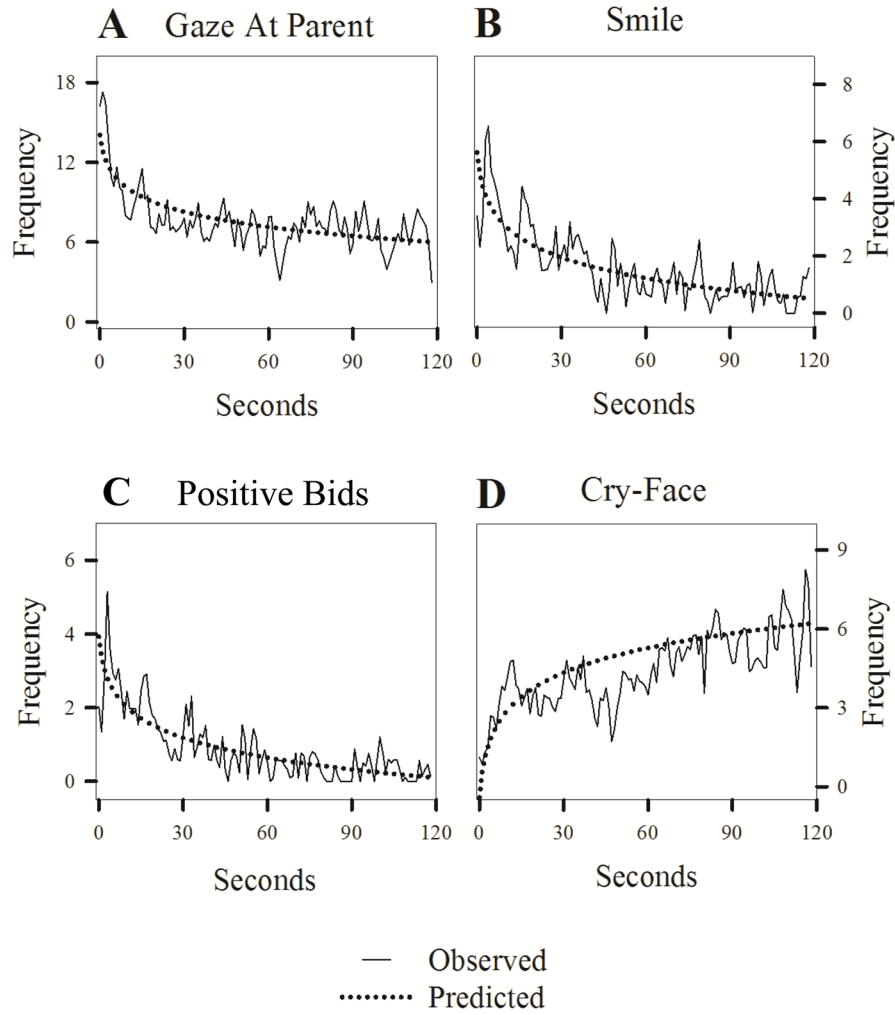 A Gaze At Parent
B Smile
Frequency
18
12
6
0
0 30 60 90 120
Seconds
8
6
4
2
0
Frequency
0 30 60 90 120
Seconds
C Positive Bids
D Cry-Face
Frequency
6
4
2
0
0 30 60 90 120
Seconds
9
6
3
0
Frequency
0 30 60 90 120
Seconds
Observed
Predicted